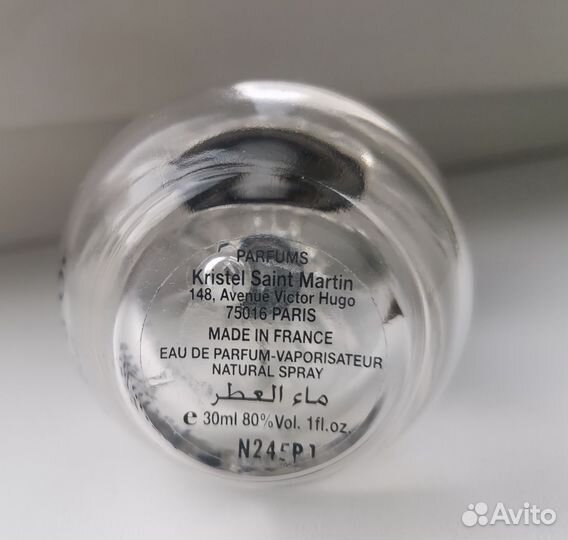 PARFUMS
Kristel Saint Martin
148, Avenue Victor Hugo
75016 PARIS
MADE IN FRANCE
EAU DE PARFUM-VAPORISATEUR
NATURAL SPRAY
ماء العطر
e 30ml 80%Vol. 1fl.oz.
N245P1
Avito